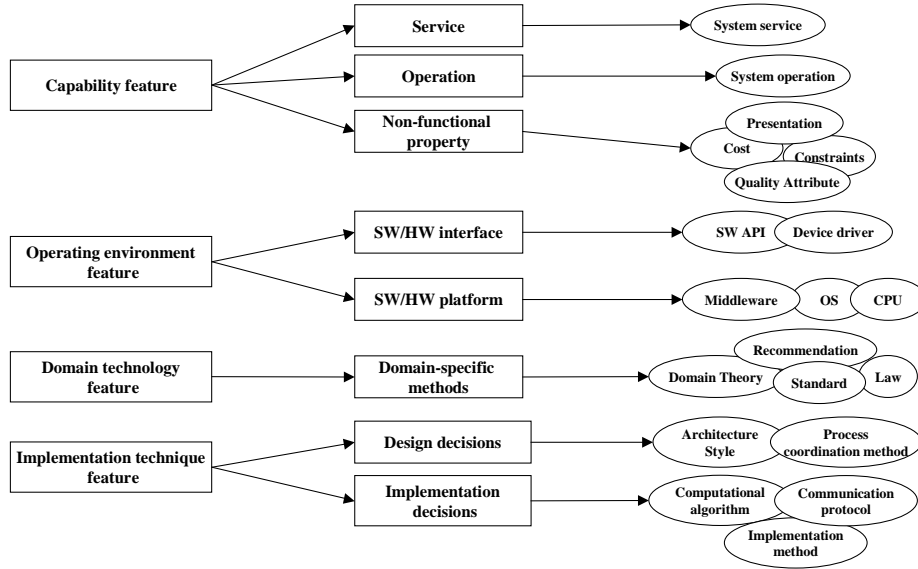 Service
System service
Capability feature
Operation
System operation
Non-functional
property
Presentation
Cost
Constraints
Quality Attribute
Operating environment
feature
SW/HW interface
SW API
Device driver
SW/HW platform
Middleware
OS
CPU
Domain technology
feature
Domain-specific
methods
Recommendation
Domain Theory
Standard
Law
Implementation technique
feature
Design decisions
Architecture
Style
Process
coordination method
Implementation
decisions
Computational
algorithm
Communication
protocol
Implementation
method